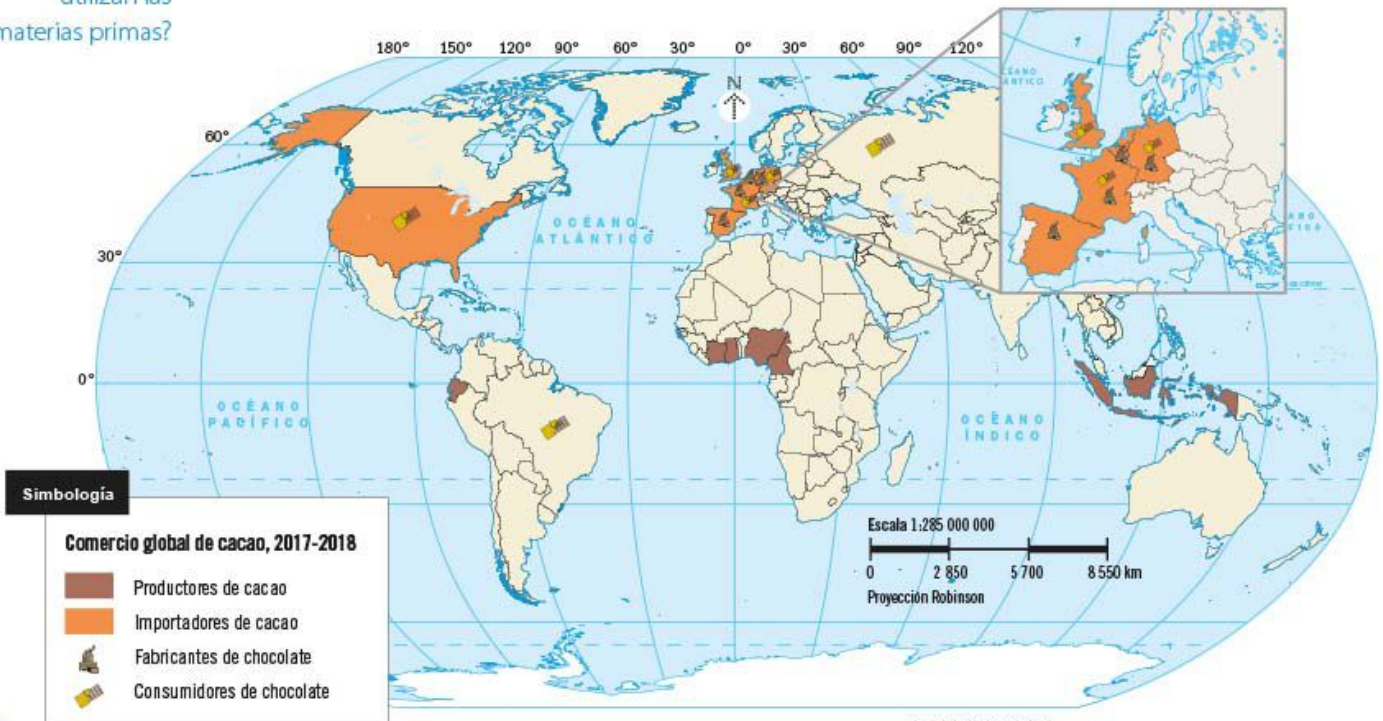 utilizan las
materias primas?
180° 150° 120° 90° 60° 30° 0° 30° 60° 90° 120°
N
60°
30°
0°
OCÉANO
ATLÁNTICO
OCÉANO
PACÍFICO
OCÉANO
ÍNDICO
Simbología
Comercio global de cacao, 2017-2018
Productores de cacao
Importadores de cacao
Fabricantes de chocolate
Consumidores de chocolate
Escala 1:285 000 000
0 2 850 5 700 8 550 km
Proyección Robinson